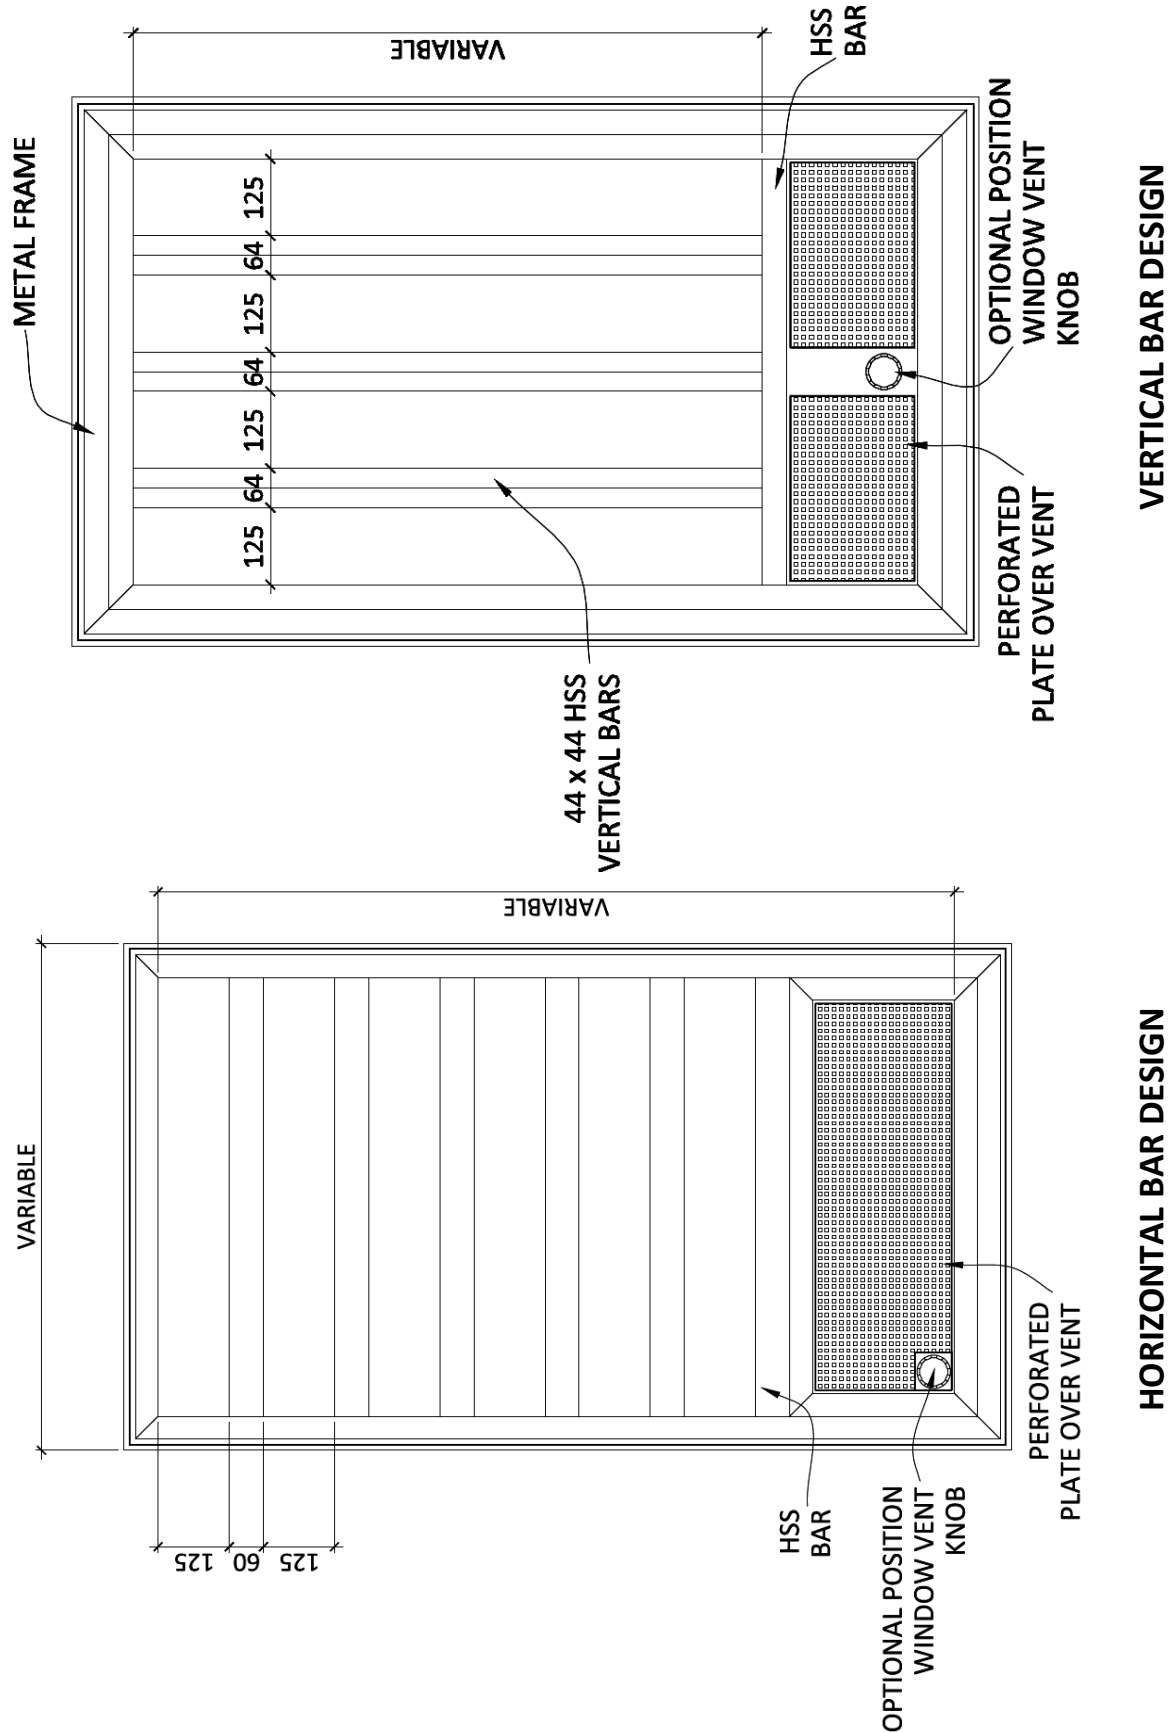 VARIABLE
125
60
125
VARIABLE
HSS
BAR
OPTIONAL POSITION
WINDOW VENT
KNOB
PERFORATED
PLATE OVER VENT
HORIZONTAL BAR DESIGN
METAL FRAME
125
64
125
64
125
64
125
VARIABLE
44 x 44 HSS
VERTICAL BARS
HSS
BAR
PERFORATED
PLATE OVER VENT
OPTIONAL POSITION
WINDOW VENT
KNOB
VERTICAL BAR DESIGN